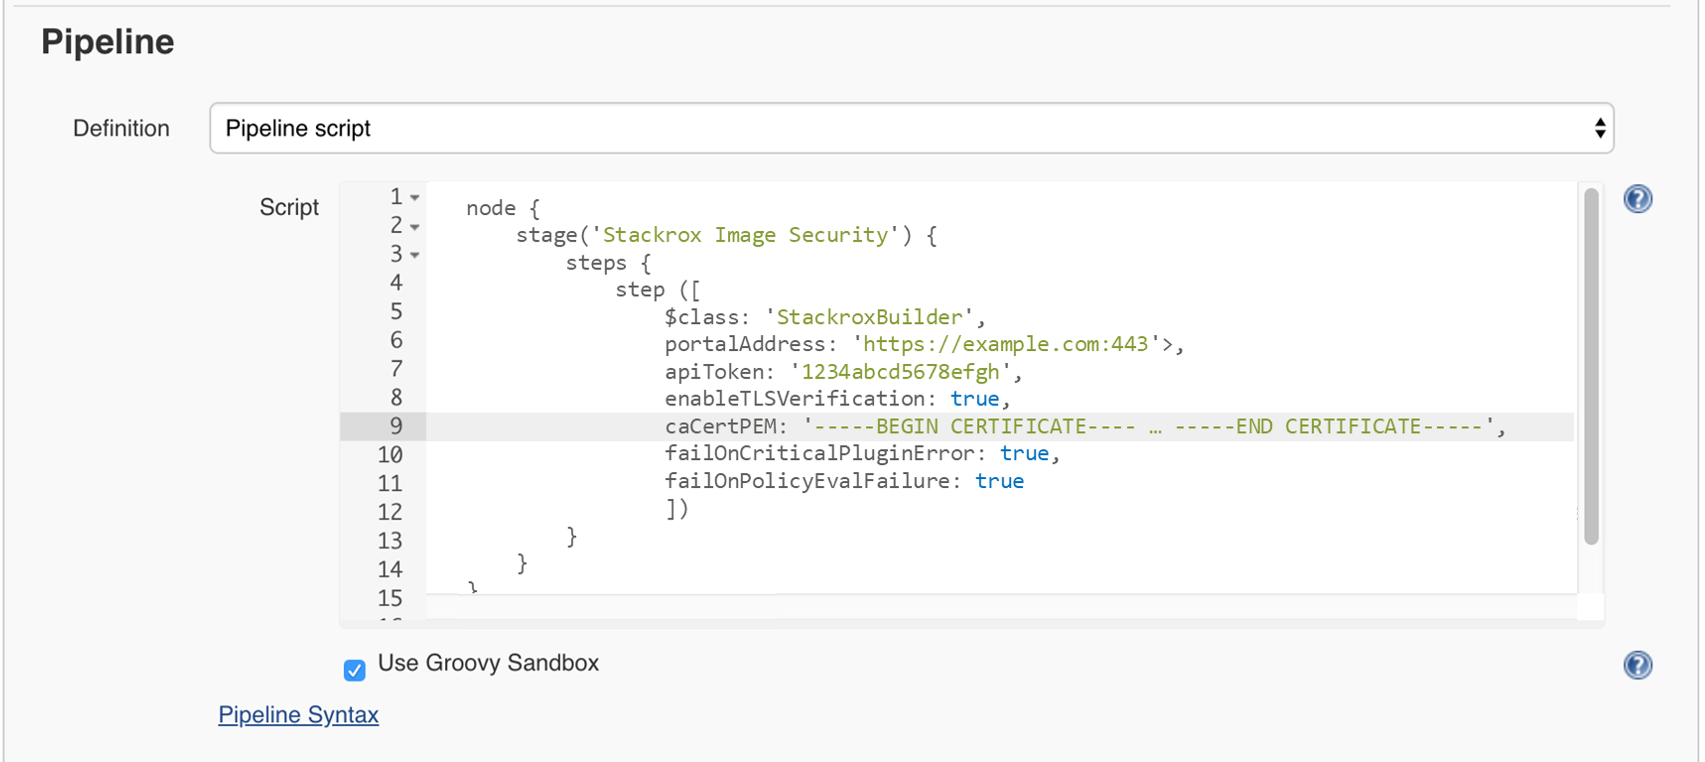 Pipeline
Definition
Pipeline script
Script
?
1 node {
2 stage('Stackrox Image Security') {
3 steps {
4 step ([
5 $class: 'StackroxBuilder',
6 portalAddress: 'https://example.com:443'>,
7 apiToken: '1234abcd5678efgh',
8 enableTLSVerification: true,
9 caCertPEM: '-----BEGIN CERTIFICATE---- … -----END CERTIFICATE-----',
10 failOnCriticalPluginError: true,
11 failOnPolicyEvalFailure: true
12 ])
13 }
14 }
15 }
Use Groovy Sandbox
?
Pipeline Syntax